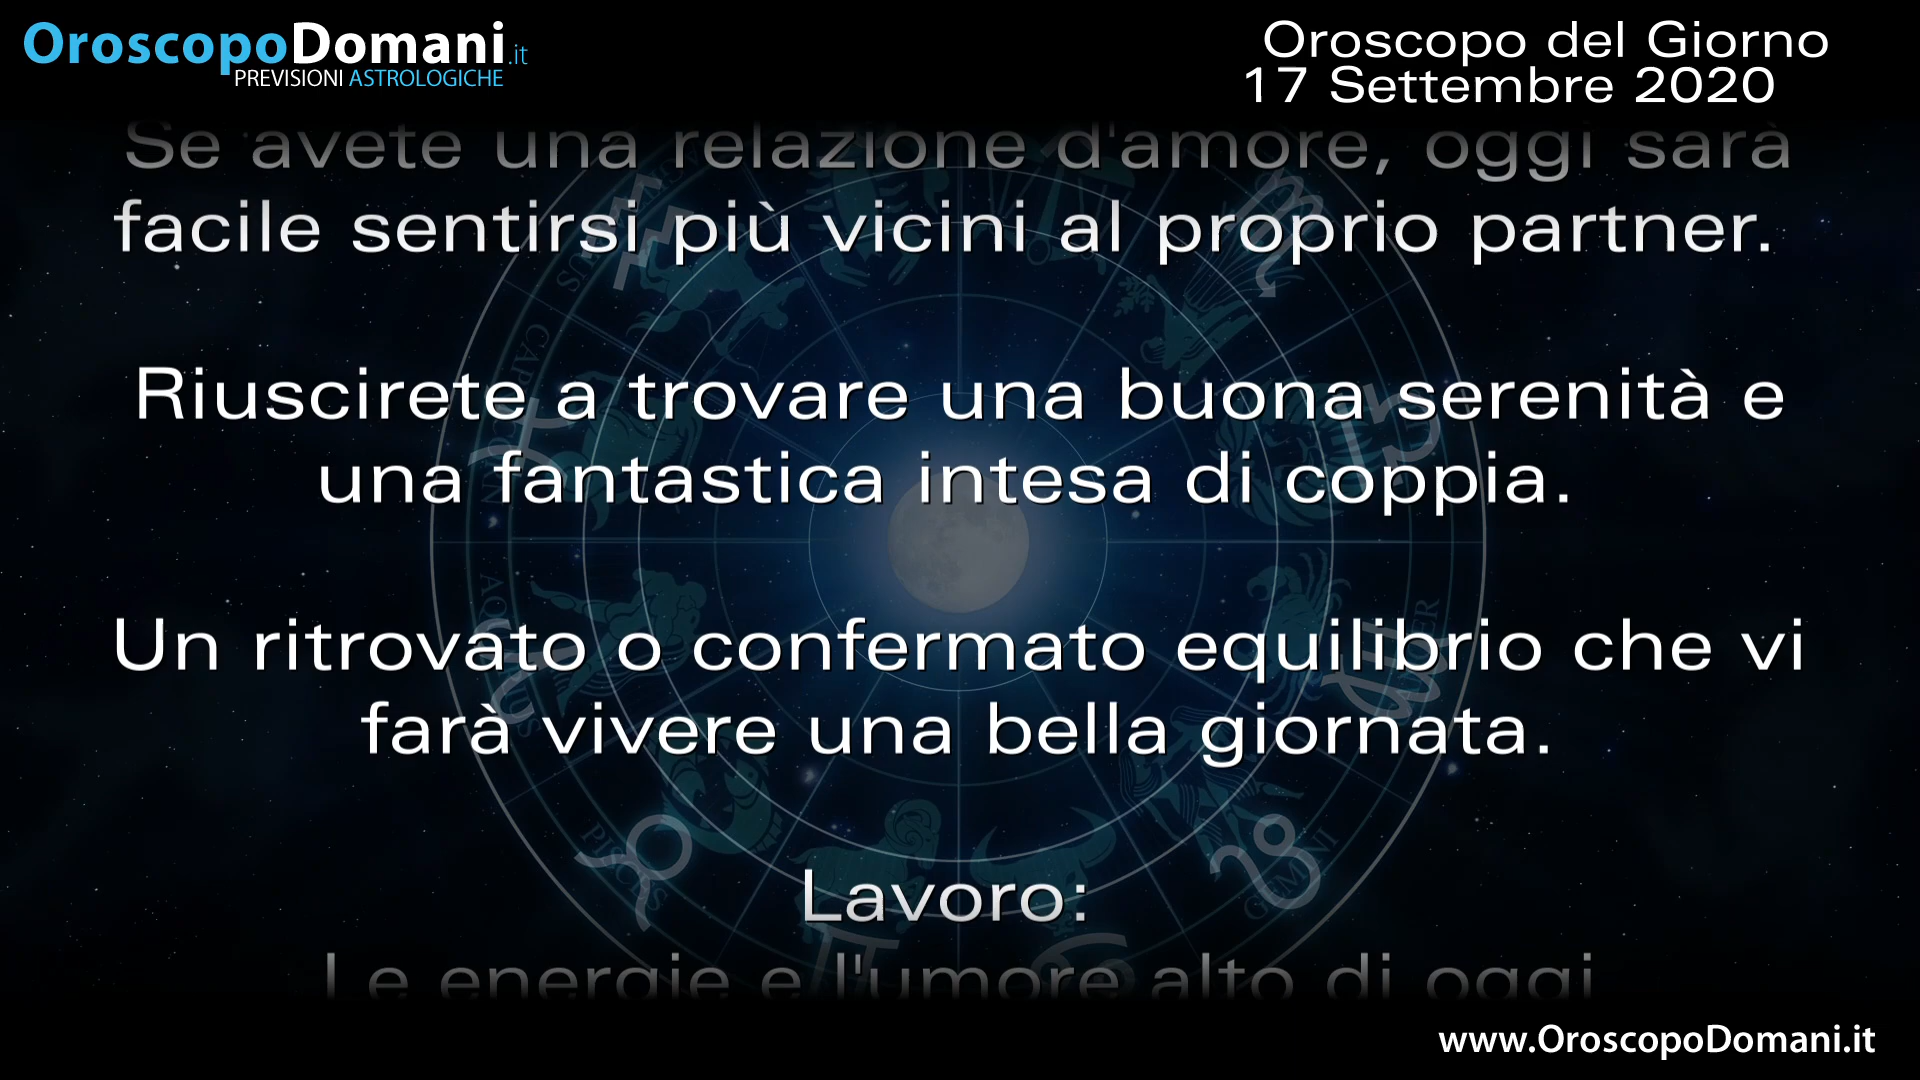 OroscopoDomani.it
PREVISIONI ASTROLOGICHE
Oroscopo del Giorno
17 Settembre 2020
Se avete una relazione d'amore, oggi sarà
facile sentirsi più vicini al proprio partner.
Riuscirete a trovare una buona serenità e
una fantastica intesa di coppia.
Un ritrovato o confermato equilibrio che vi
farà vivere una bella giornata.
Lavoro:
Le energie e l'umore alto di oggi
www.OroscopoDomani.it